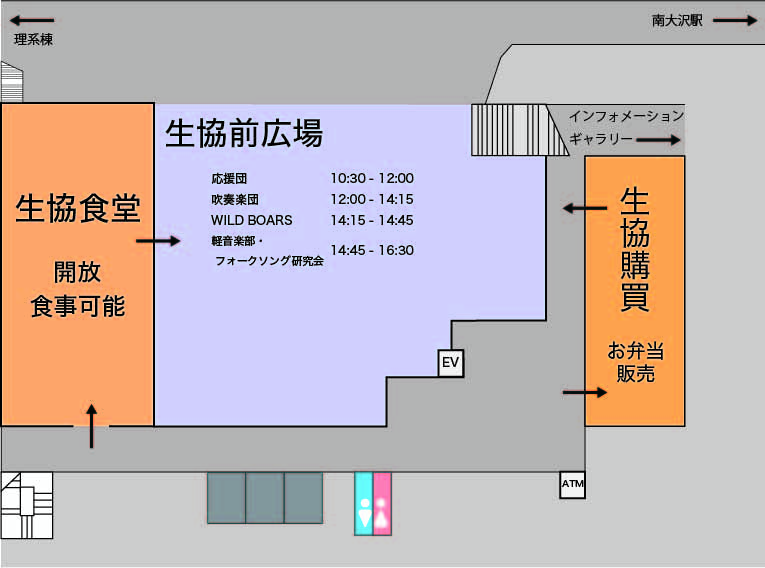 理系棟
南大沢駅
インフォメーション
ギャラリー
生協前広場
応援団 10:30 - 12:00
吹奏楽団 12:00 - 14:15
WILD BOARS 14:15 - 14:45
軽音楽部・
フォークソング研究会 14:45 - 16:30
生協食堂
開放
食事可能
生協購買
お弁当
販売
EV
ATM